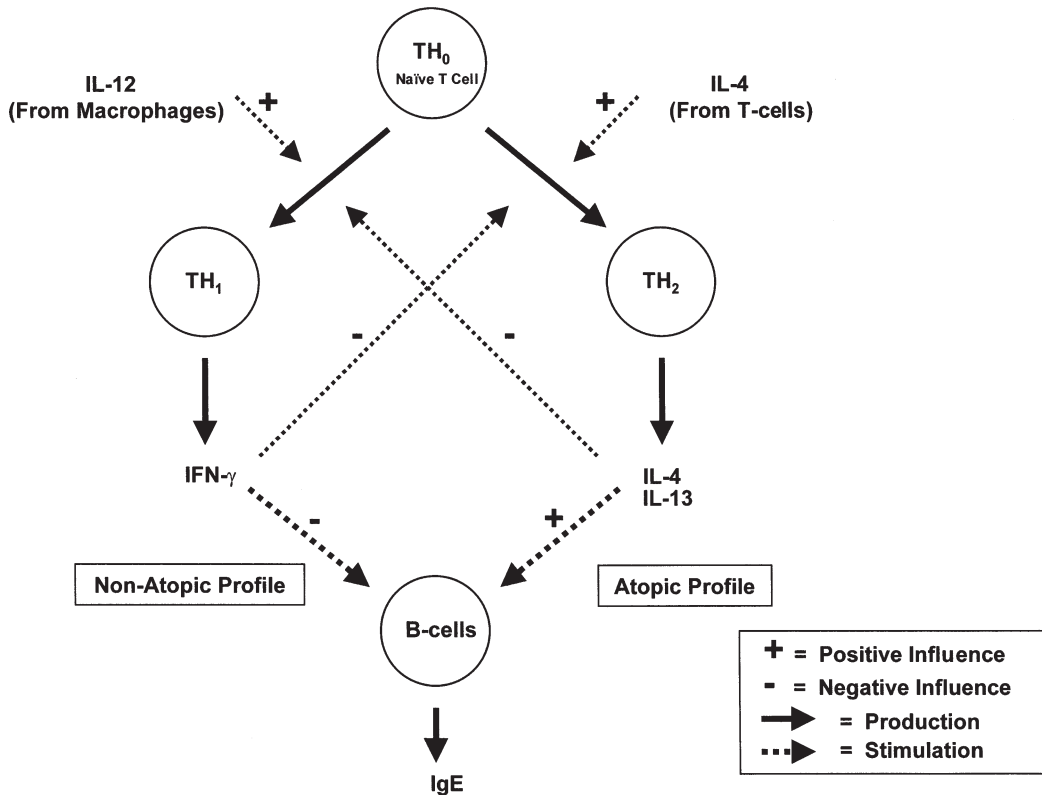 TH0
Naïve T Cell
IL-12
(From Macrophages)
+
+
IL-4
(From T-cells)
TH1
TH2
-
-
IFN-γ
IL-4
IL-13
-
+
Non-Atopic Profile
Atopic Profile
B-cells
IgE
+ = Positive Influence
- = Negative Influence
= Production
= Stimulation